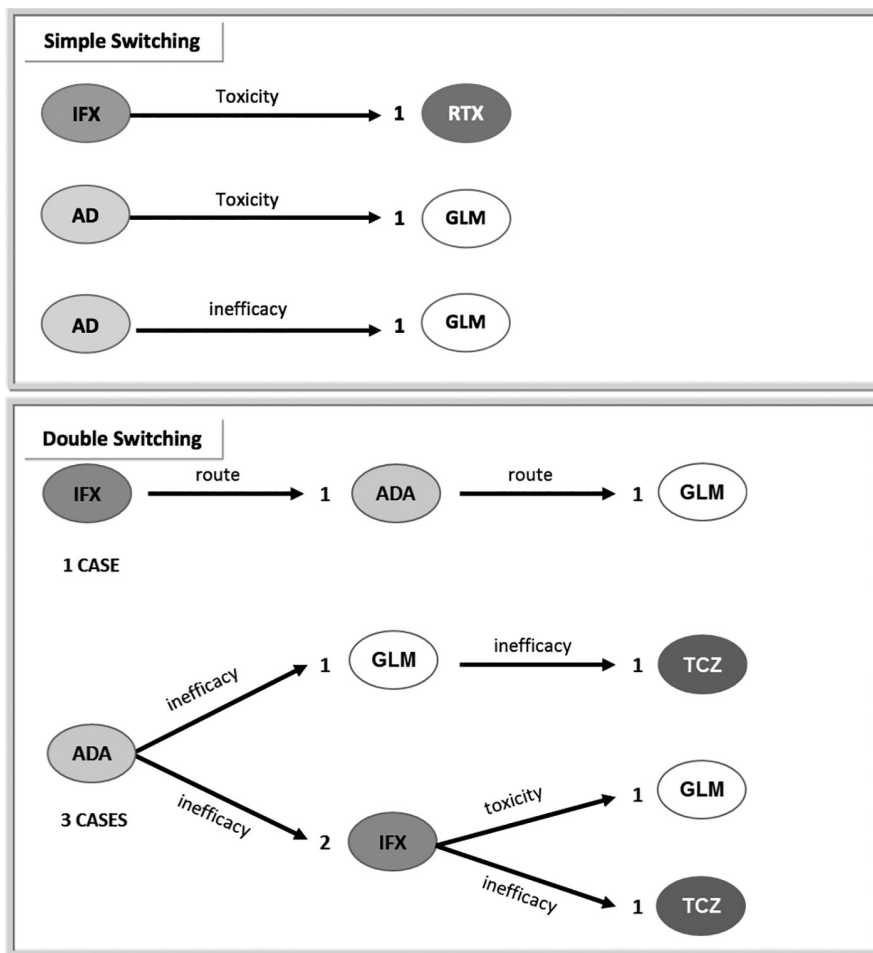 Simple Switching
IFX Toxicity 1 RTX
AD Toxicity 1 GLM
AD inefficacy 1 GLM
Double Switching
IFX route 1 ADA route 1 GLM
1 CASE
inefficacy 1 GLM inefficacy 1 TCZ
ADA
3 CASES
inefficacy 2 IFX toxicity 1 GLM
inefficacy 1 TCZ